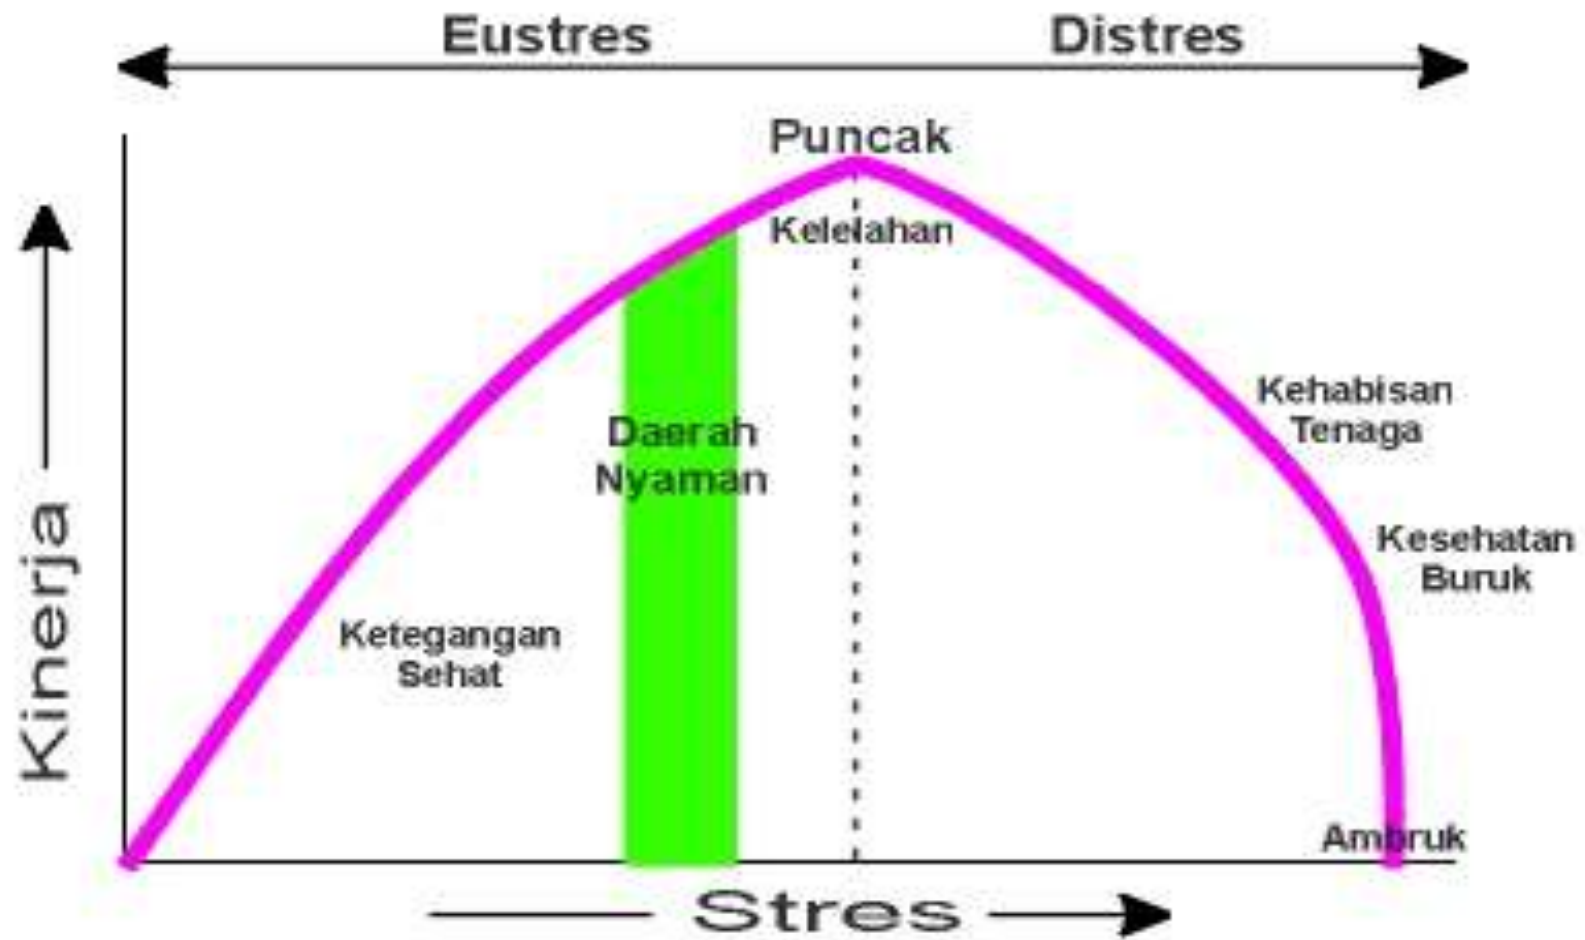 Eustres
Distres
Puncak
Kelelahan
Kehabisan
Tenaga
Daerah
Nyaman
Kesehatan
Buruk
Ketegangan
Sehat
Ambruk
Kinerja
Stres